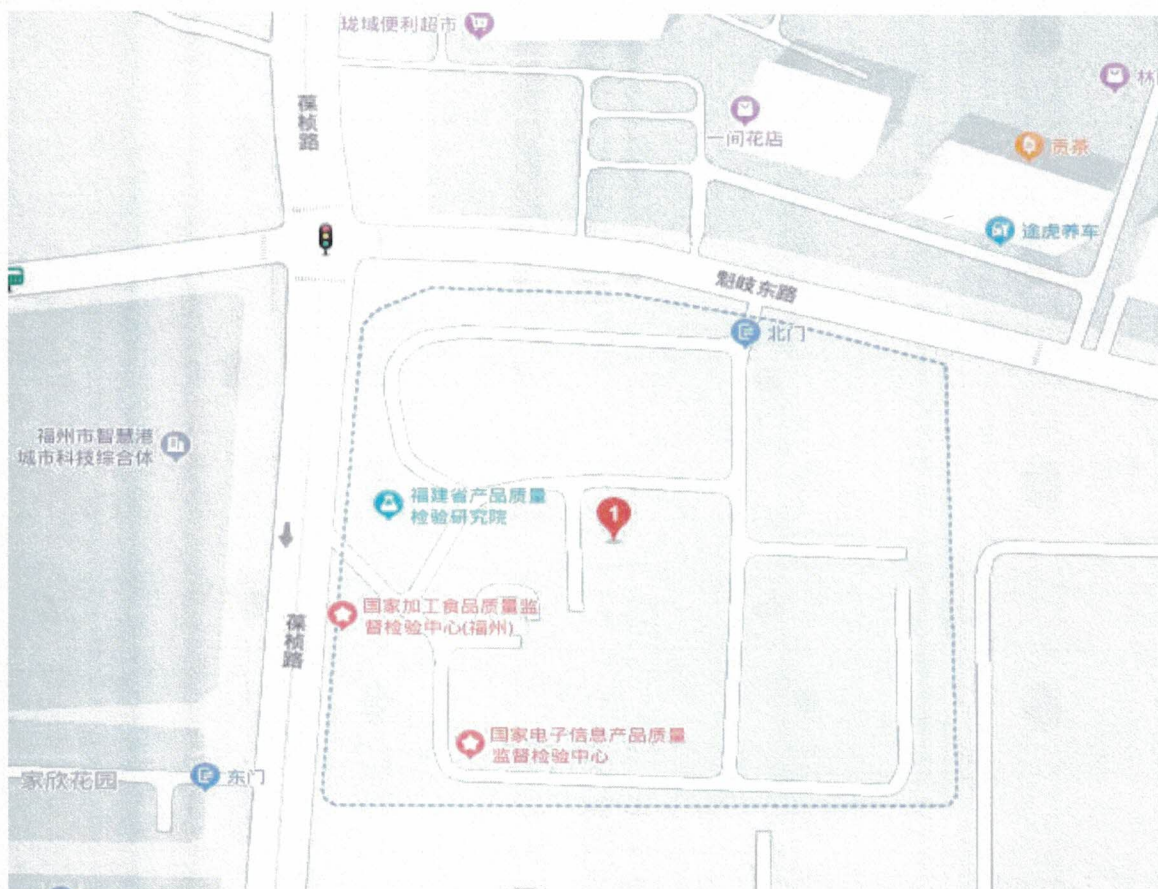 珑域便利超市
葆桢路
一间花店
林
贡茶
途虎养车
魁岐东路
北门
福州市智慧港
城市科技综合体
福建省产品质量
检验研究院
1
国家加工食品质量监
督检验中心(福州)
葆桢路
国家电子信息产品质量
监督检验中心
家欣花园
东门